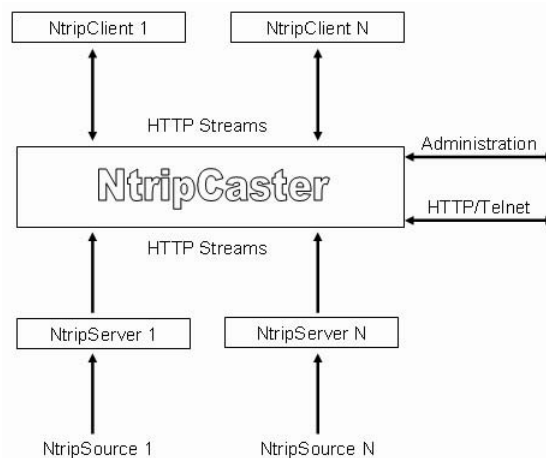 NtripClient 1
NtripClient N
HTTP Streams
Administration
NtripCaster
HTTP/Telnet
HTTP Streams
NtripServer 1
NtripServer N
NtripSource 1
NtripSource N